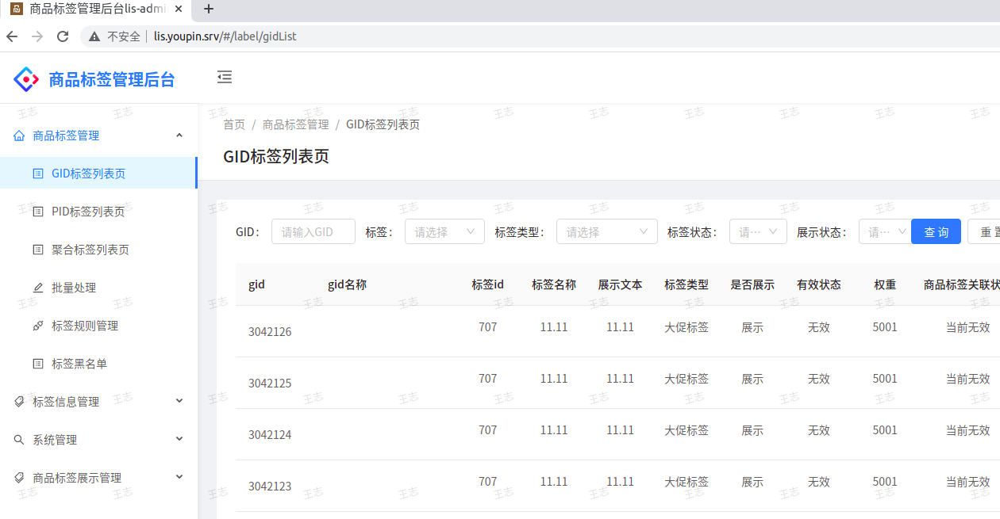 商品标签管理后台lis-admi
不安全 lis.youpin.srv/#/label/gidList
商品标签管理后台
首页 / 商品标签管理 / GID标签列表页
GID标签列表页
商品标签管理
GID标签列表页
PID标签列表页
聚合标签列表页
批量处理
标签规则管理
标签黑名单
标签信息管理
系统管理
商品标签展示管理
GID: 请输入GID 标签: 请选择 标签类型: 请选择 标签状态: 请… 展示状态: 请… 查 询 重 置
gid gid名称 标签id 标签名称 展示文本 标签类型 是否展示 有效状态 权重 商品标签关联状
3042126 707 11.11 11.11 大促标签 展示 无效 5001 当前无效
3042125 707 11.11 11.11 大促标签 展示 无效 5001 当前无效
3042124 707 11.11 11.11 大促标签 展示 无效 5001 当前无效
3042123 707 11.11 11.11 大促标签 展示 无效 5001 当前无效
王志